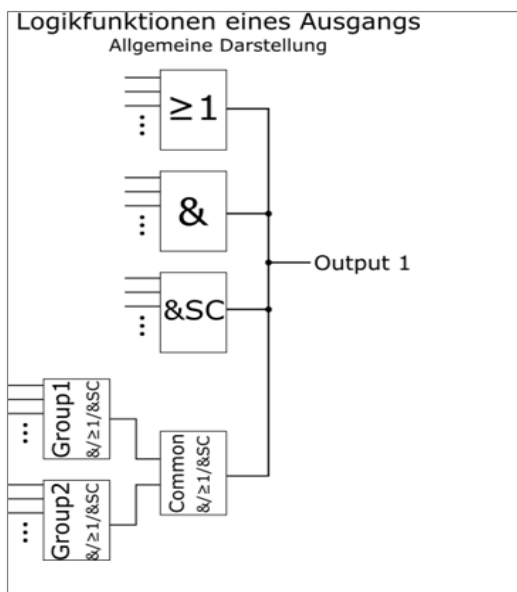 Logikfunktionen eines Ausgangs
Allgemeine Darstellung
≥1
&
Output 1
&SC
Group1
&/≥1/&SC
Common
&/≥1/&SC
Group2
&/≥1/&SC